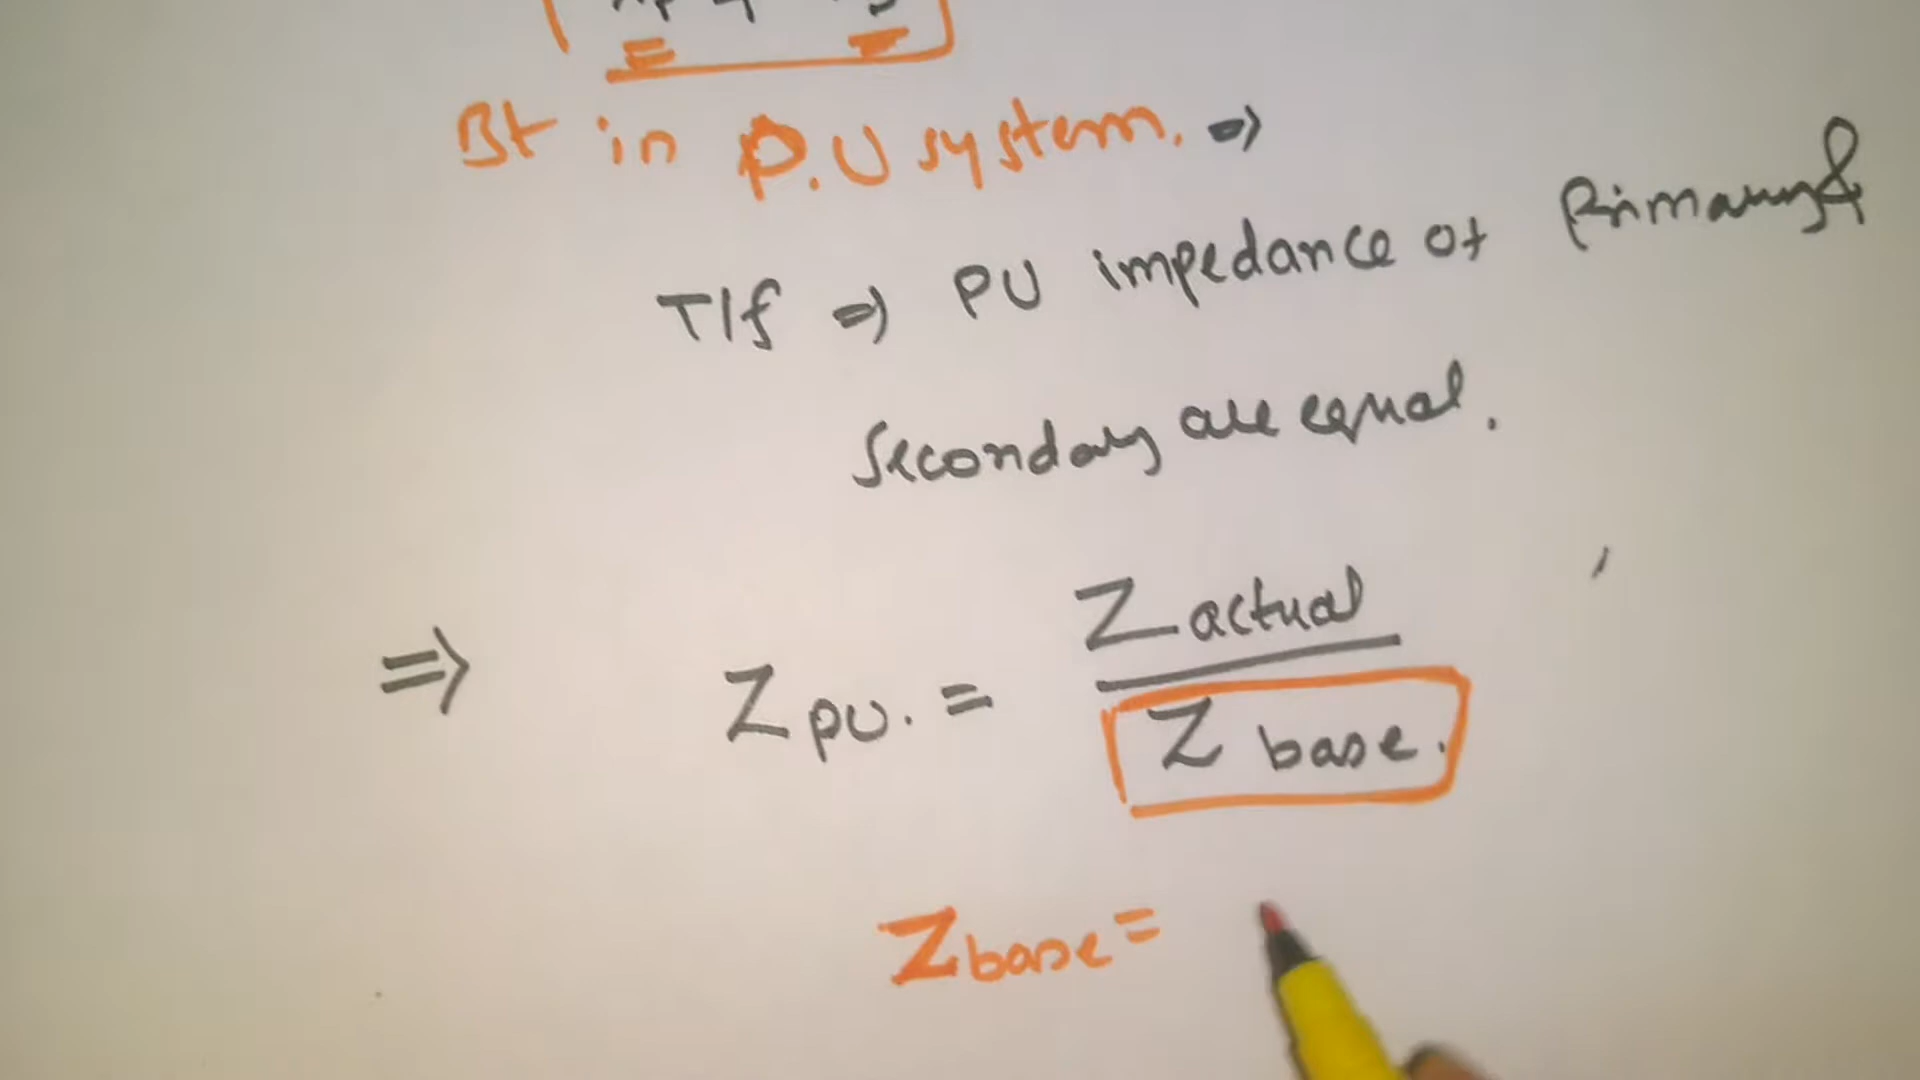 Bt in P.U system. ⇒
T/f ⇒ PU impedance of Primary &
Secondary are equal.
⇒ Zpu. = Zactual
Z base.
Zbase =